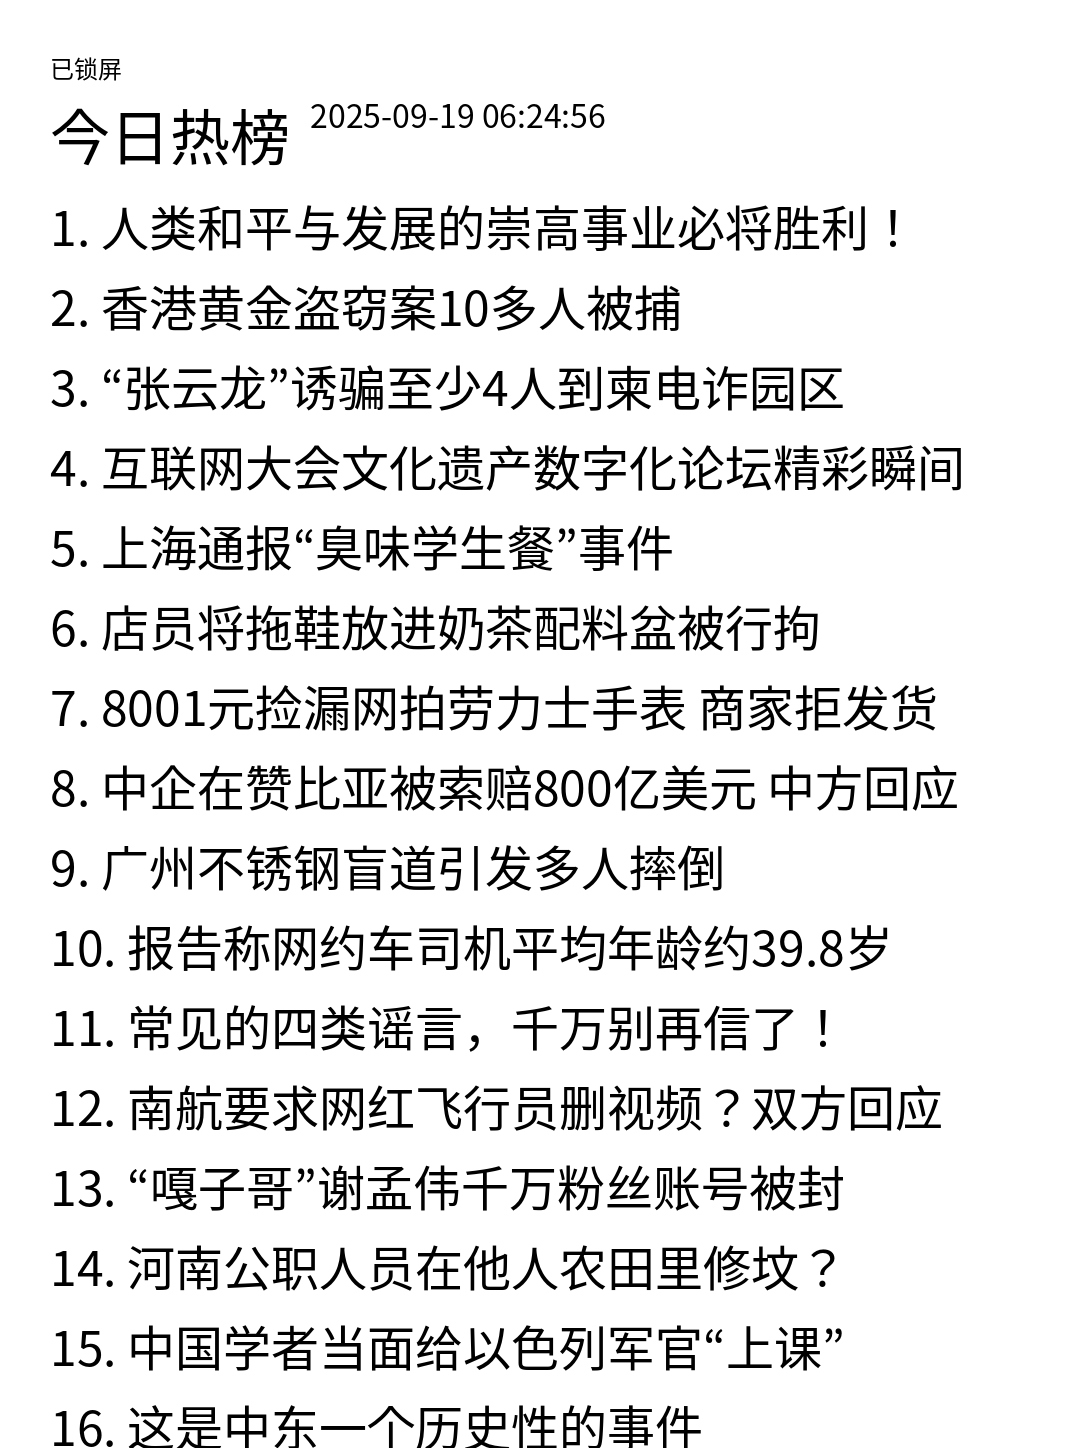 已锁屏
今日热榜 2025-09-19 06:24:56
1. 人类和平与发展的崇高事业必将胜利！
2. 香港黄金盗窃案10多人被捕
3. “张云龙”诱骗至少4人到柬电诈园区
4. 互联网大会文化遗产数字化论坛精彩瞬间
5. 上海通报“臭味学生餐”事件
6. 店员将拖鞋放进奶茶配料盆被行拘
7. 8001元捡漏网拍劳力士手表 商家拒发货
8. 中企在赞比亚被索赔800亿美元 中方回应
9. 广州不锈钢盲道引发多人摔倒
10. 报告称网约车司机平均年龄约39.8岁
11. 常见的四类谣言，千万别再信了！
12. 南航要求网红飞行员删视频？双方回应
13. “嘎子哥”谢孟伟千万粉丝账号被封
14. 河南公职人员在他人农田里修坟？
15. 中国学者当面给以色列军官“上课”
16. 这是中东一个历史性的事件